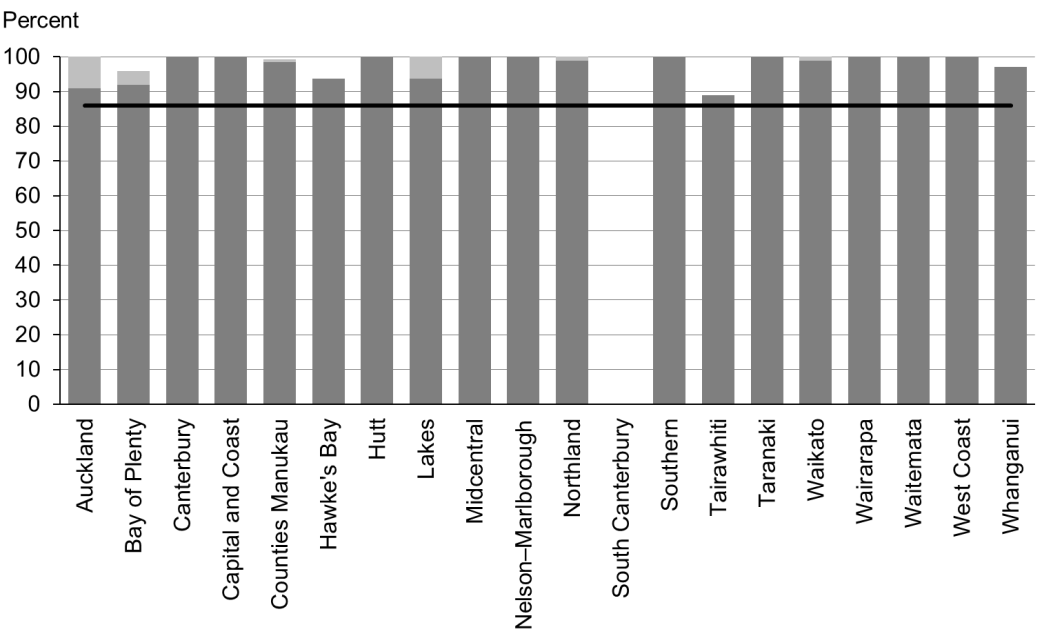 Percent
100
90
80
70
60
50
40
30
20
10
0
Auckland
Bay of Plenty
Canterbury
Capital and Coast
Counties Manukau
Hawke's Bay
Hutt
Lakes
Midcentral
Nelson–Marlborough
Northland
South Canterbury
Southern
Tairawhiti
Taranaki
Waikato
Wairarapa
Waitemata
West Coast
Whanganui